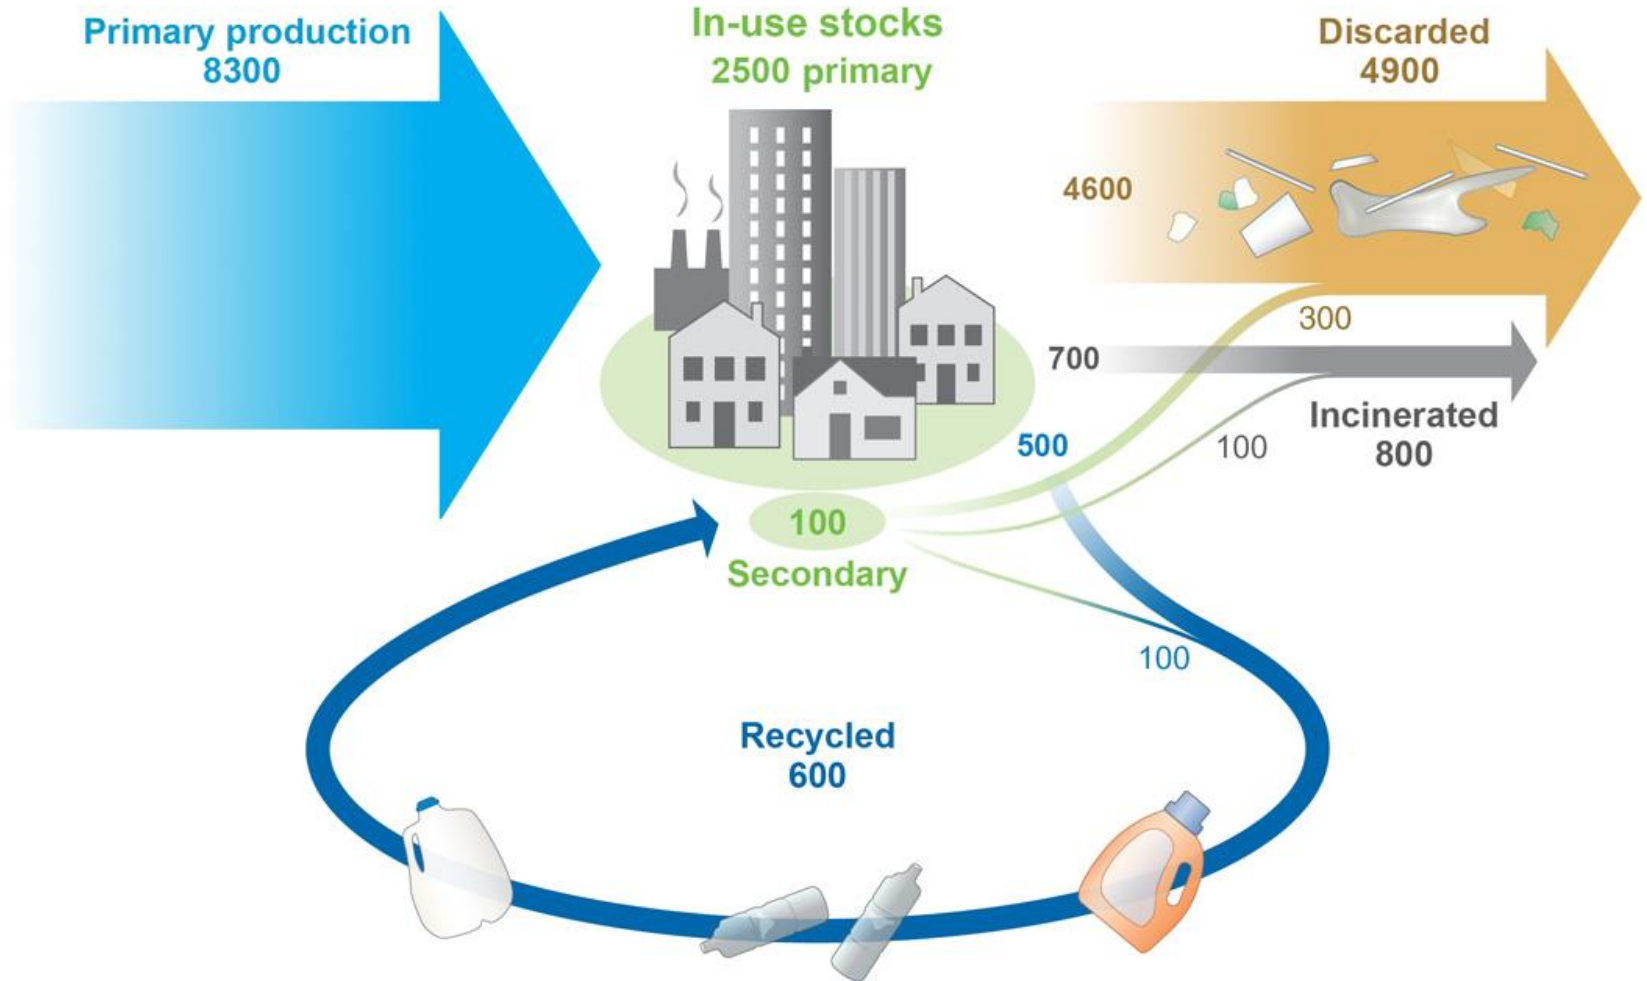 Primary production
8300
In-use stocks
2500 primary
Discarded
4900
4600
300
700
Incinerated
800
500
100
100
Secondary
100
Recycled
600